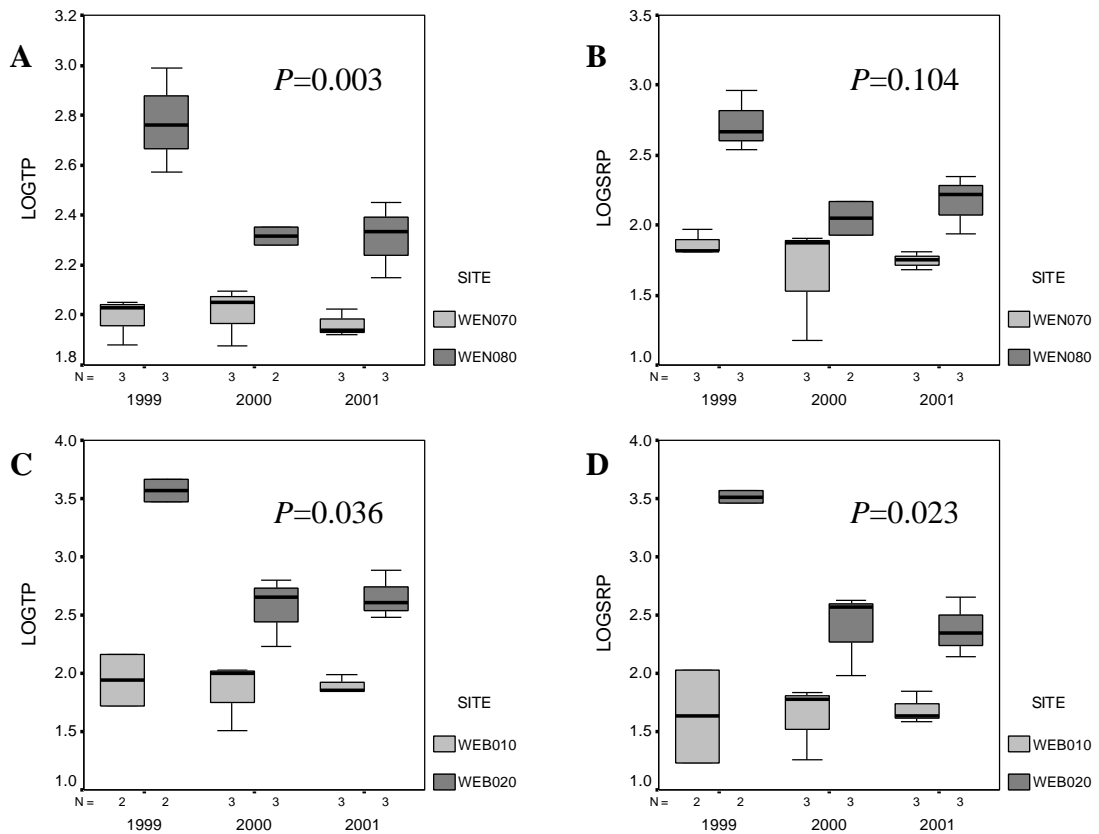 A
P=0.003
LOGTP
3.2
3.0
2.8
2.6
2.4
2.2
2.0
1.8
SITE
WEN070
WEN080
N = 3 3 3 2 3 3
1999 2000 2001
B
P=0.104
LOGSRP
3.5
3.0
2.5
2.0
1.5
1.0
SITE
WEN070
WEN080
N = 3 3 3 2 3 3
1999 2000 2001
C
P=0.036
LOGTP
4.0
3.5
3.0
2.5
2.0
1.5
1.0
SITE
WEB010
WEB020
N = 2 2 3 3 3 3
1999 2000 2001
D
P=0.023
LOGSRP
4.0
3.5
3.0
2.5
2.0
1.5
1.0
SITE
WEB010
WEB020
N = 2 2 3 3 3 3
1999 2000 2001